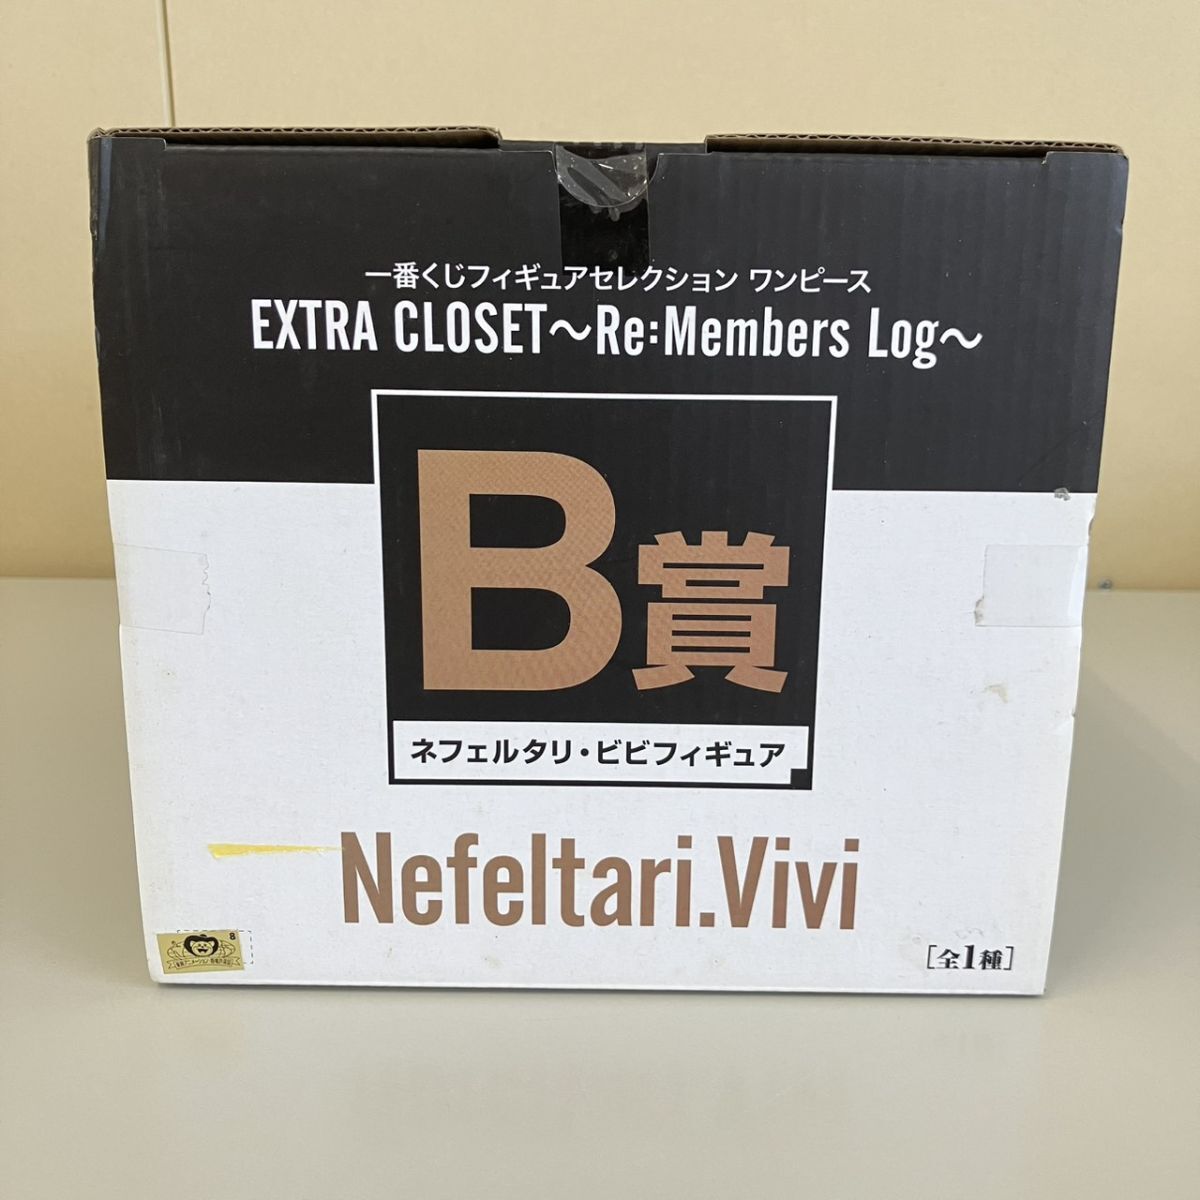 一番くじフィギュアセレクション ワンピース
EXTRA CLOSET～Re:Members Log～
B賞
ネフェルタリ・ビビフィギュア
Nefeltari.Vivi
8
[全1種]